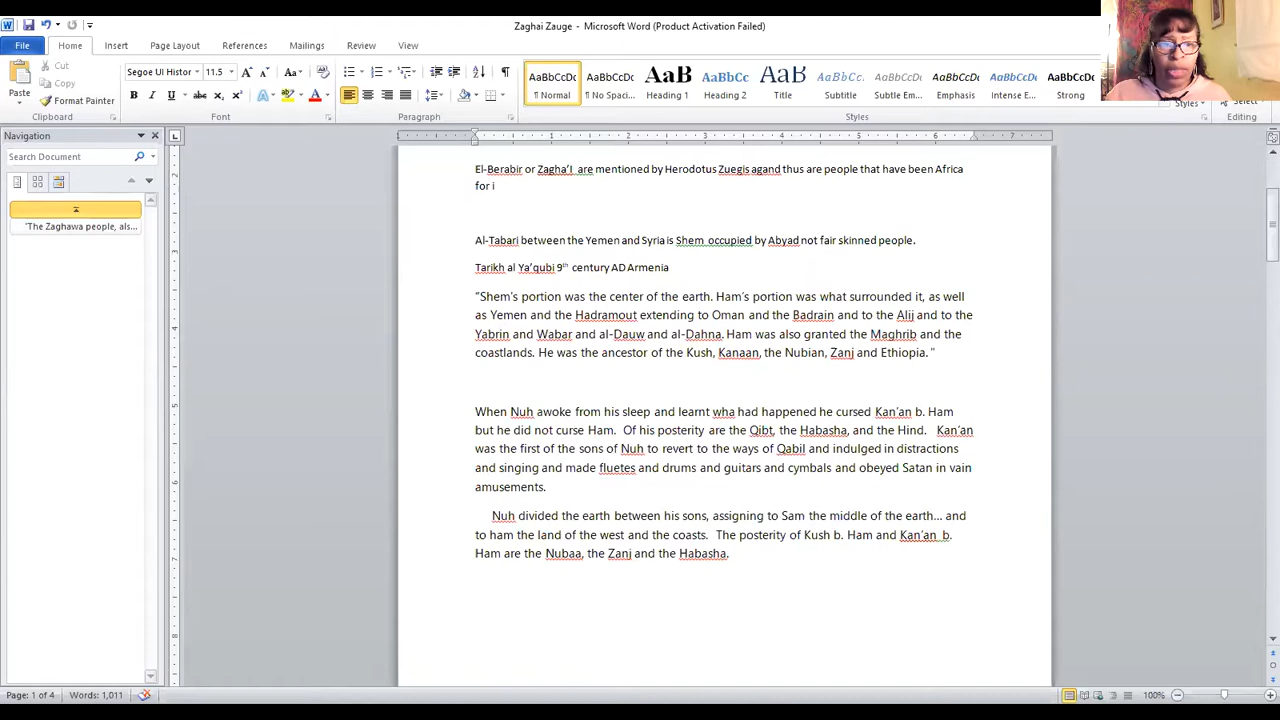 Zaghai Zauge - Microsoft Word (Product Activation Failed)
File Home Insert Page Layout References Mailings Review View
Paste Cut Copy Format Painter
Segoe UI Histor 11.5
AaBbCcDc AaBbCcDc AaB AaBbCc AaB AaBbCcD AaBbCcD AaBbCcD AaBbCcD AaBbCc
¶ Normal ¶ No Spaci... Heading 1 Heading 2 Title Subtitle Subtle Em... Emphasis Intense E... Strong Styles
Clipboard Font Paragraph Styles Editing
Navigation
Search Document
"The Zaghawa people, als...
El-Berabir or Zagha'I are mentioned by Herodotus Zuegis agand thus are people that have been Africa
for i
Al-Tabari between the Yemen and Syria is Shem occupied by Abyad not fair skinned people.
Tarikh al Ya'qubi 9th century AD Armenia
"Shem's portion was the center of the earth. Ham's portion was what surrounded it, as well
as Yemen and the Hadramout extending to Oman and the Badrain and to the Alij and to the
Yabrin and Wabar and al-Dauw and al-Dahna. Ham was also granted the Maghrib and the
coastlands. He was the ancestor of the Kush, Kanaan, the Nubian, Zanj and Ethiopia. "
When Nuh awoke from his sleep and learnt wha had happened he cursed Kan'an b. Ham
but he did not curse Ham. Of his posterity are the Qibt, the Habasha, and the Hind. Kan'an
was the first of the sons of Nuh to revert to the ways of Qabil and indulged in distractions
and singing and made fluetes and drums and guitars and cymbals and obeyed Satan in vain
amusements.
Nuh divided the earth between his sons, assigning to Sam the middle of the earth... and
to ham the land of the west and the coasts. The posterity of Kush b. Ham and Kan'an b.
Ham are the Nubaa, the Zanj and the Habasha.
Page: 1 of 4 Words: 1,011 100%